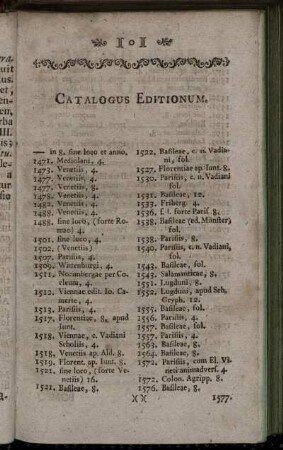 I o I
CATALOGUS EDITIONUM.
— in 8. sine loco et anno.
1471. Mediolani, 4.
1473. Venetiis, 4.
1477. Venetiis, 4.
1477. Venetiis, 8.
1478. Venetiis, 4.
1482. Venetiis, 4.
1488. Venetiis, 4.
1488. sine loco, (forte Ro-
mae) 4.
1501. sine loco, 4.
1502. (Venetiis)
1507. Parisiis, 4.
1509. Wittenburgi, 4.
1511. Norimbergae per Co-
clerum, 4.
1512. Viennae edit. Io. Ca-
merte, 4.
1513. Parisiis, 4.
1517. Florentiae, 8, apud
Iunt.
1518. Viennae, c. Vadiani
Scholiis, 4.
1518. Venetiis ap. Ald. 8.
1519. Florent. ap. Iunt. 8.
1521. sine loco, (forte Ve-
netiis) 16.
1521. Basileae, 8,
1522. Basileae, c. n. Vadia-
ni, fol.
1527. Florentiae ap Iunt. 8.
1530. Parisiis, c. n. Vadiani
fol.
1531. Basileae, 12.
1533. Friberg. 4.
1536. s. l. forte Paris. 8.
1538. Basileae (ed. Münster)
fol.
1538. Parisiis, 8.
1540. Parisiis, c. n. Vadiani,
fol.
1543. Basileae, fol.
1543. Salamanticae, 8.
1551. Lugduni, 8.
1552. Lugduni, apud Seb.
Gryph. 12.
1555. Basileae, fol.
1556. Parisiis, 4.
1557. Basileae, fol.
1557. Parisiis, 4.
1563. Basileae, 8.
1564. Basileae, 8.
1572. Parisiis, cum El. Vi-
neti animadvers. 4
1572. Colon. Agripp. 8.
1576. Basileae, 8.
X X
1577.